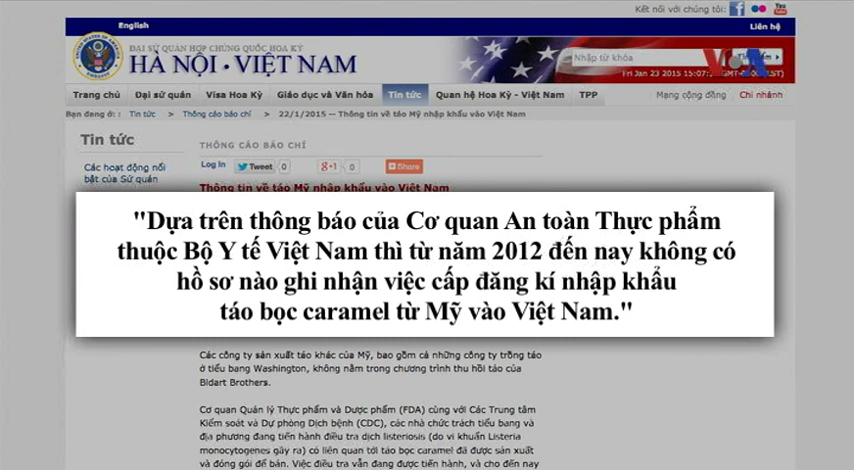 Kết nối với chúng tôi:
English
Liên hệ
ĐẠI SỨ QUÁN HỢP CHÚNG QUỐC HOA KỲ
HÀ NỘI • VIỆT NAM
Nhập từ khóa
VOA
Fri Jan 23 2015 15:07
Trang chủ Đại sứ quán Visa Hoa Kỳ Giáo dục và Văn hóa Tin tức Quan hệ Hoa Kỳ - Việt Nam TPP Mạng cộng đồng Chi nhánh
Bạn đang ở : Tin tức > Thông cáo báo chí > 22/1/2015 -- Thông tin về táo Mỹ nhập khẩu vào Việt Nam
Tin tức
THÔNG CÁO BÁO CHÍ
Các hoạt động nổi bật của Sứ quán
Log In Tweet 0 +1 0 Share
Thông tin về táo Mỹ nhập khẩu vào Việt Nam
"Dựa trên thông báo của Cơ quan An toàn Thực phẩm
thuộc Bộ Y tế Việt Nam thì từ năm 2012 đến nay không có
hồ sơ nào ghi nhận việc cấp đăng kí nhập khẩu
táo bọc caramel từ Mỹ vào Việt Nam."
Các công ty sản xuất táo khác của Mỹ, bao gồm cả những công ty trồng táo
ở tiểu bang Washington, không nằm trong chương trình thu hồi táo của
Bidart Brothers.
Cơ quan Quản lý Thực phẩm và Dược phẩm (FDA) cùng với Các Trung tâm
Kiểm soát và Dự phòng Dịch bệnh (CDC), các nhà chức trách tiểu bang và
địa phương đang tiến hành điều tra dịch listeriosis (do vi khuẩn Listeria
monocytogenes gây ra) có liên quan tới táo bọc caramel đã được sản xuất
và đóng gói để bán. Việc điều tra vẫn đang được tiến hành, và cho đến nay